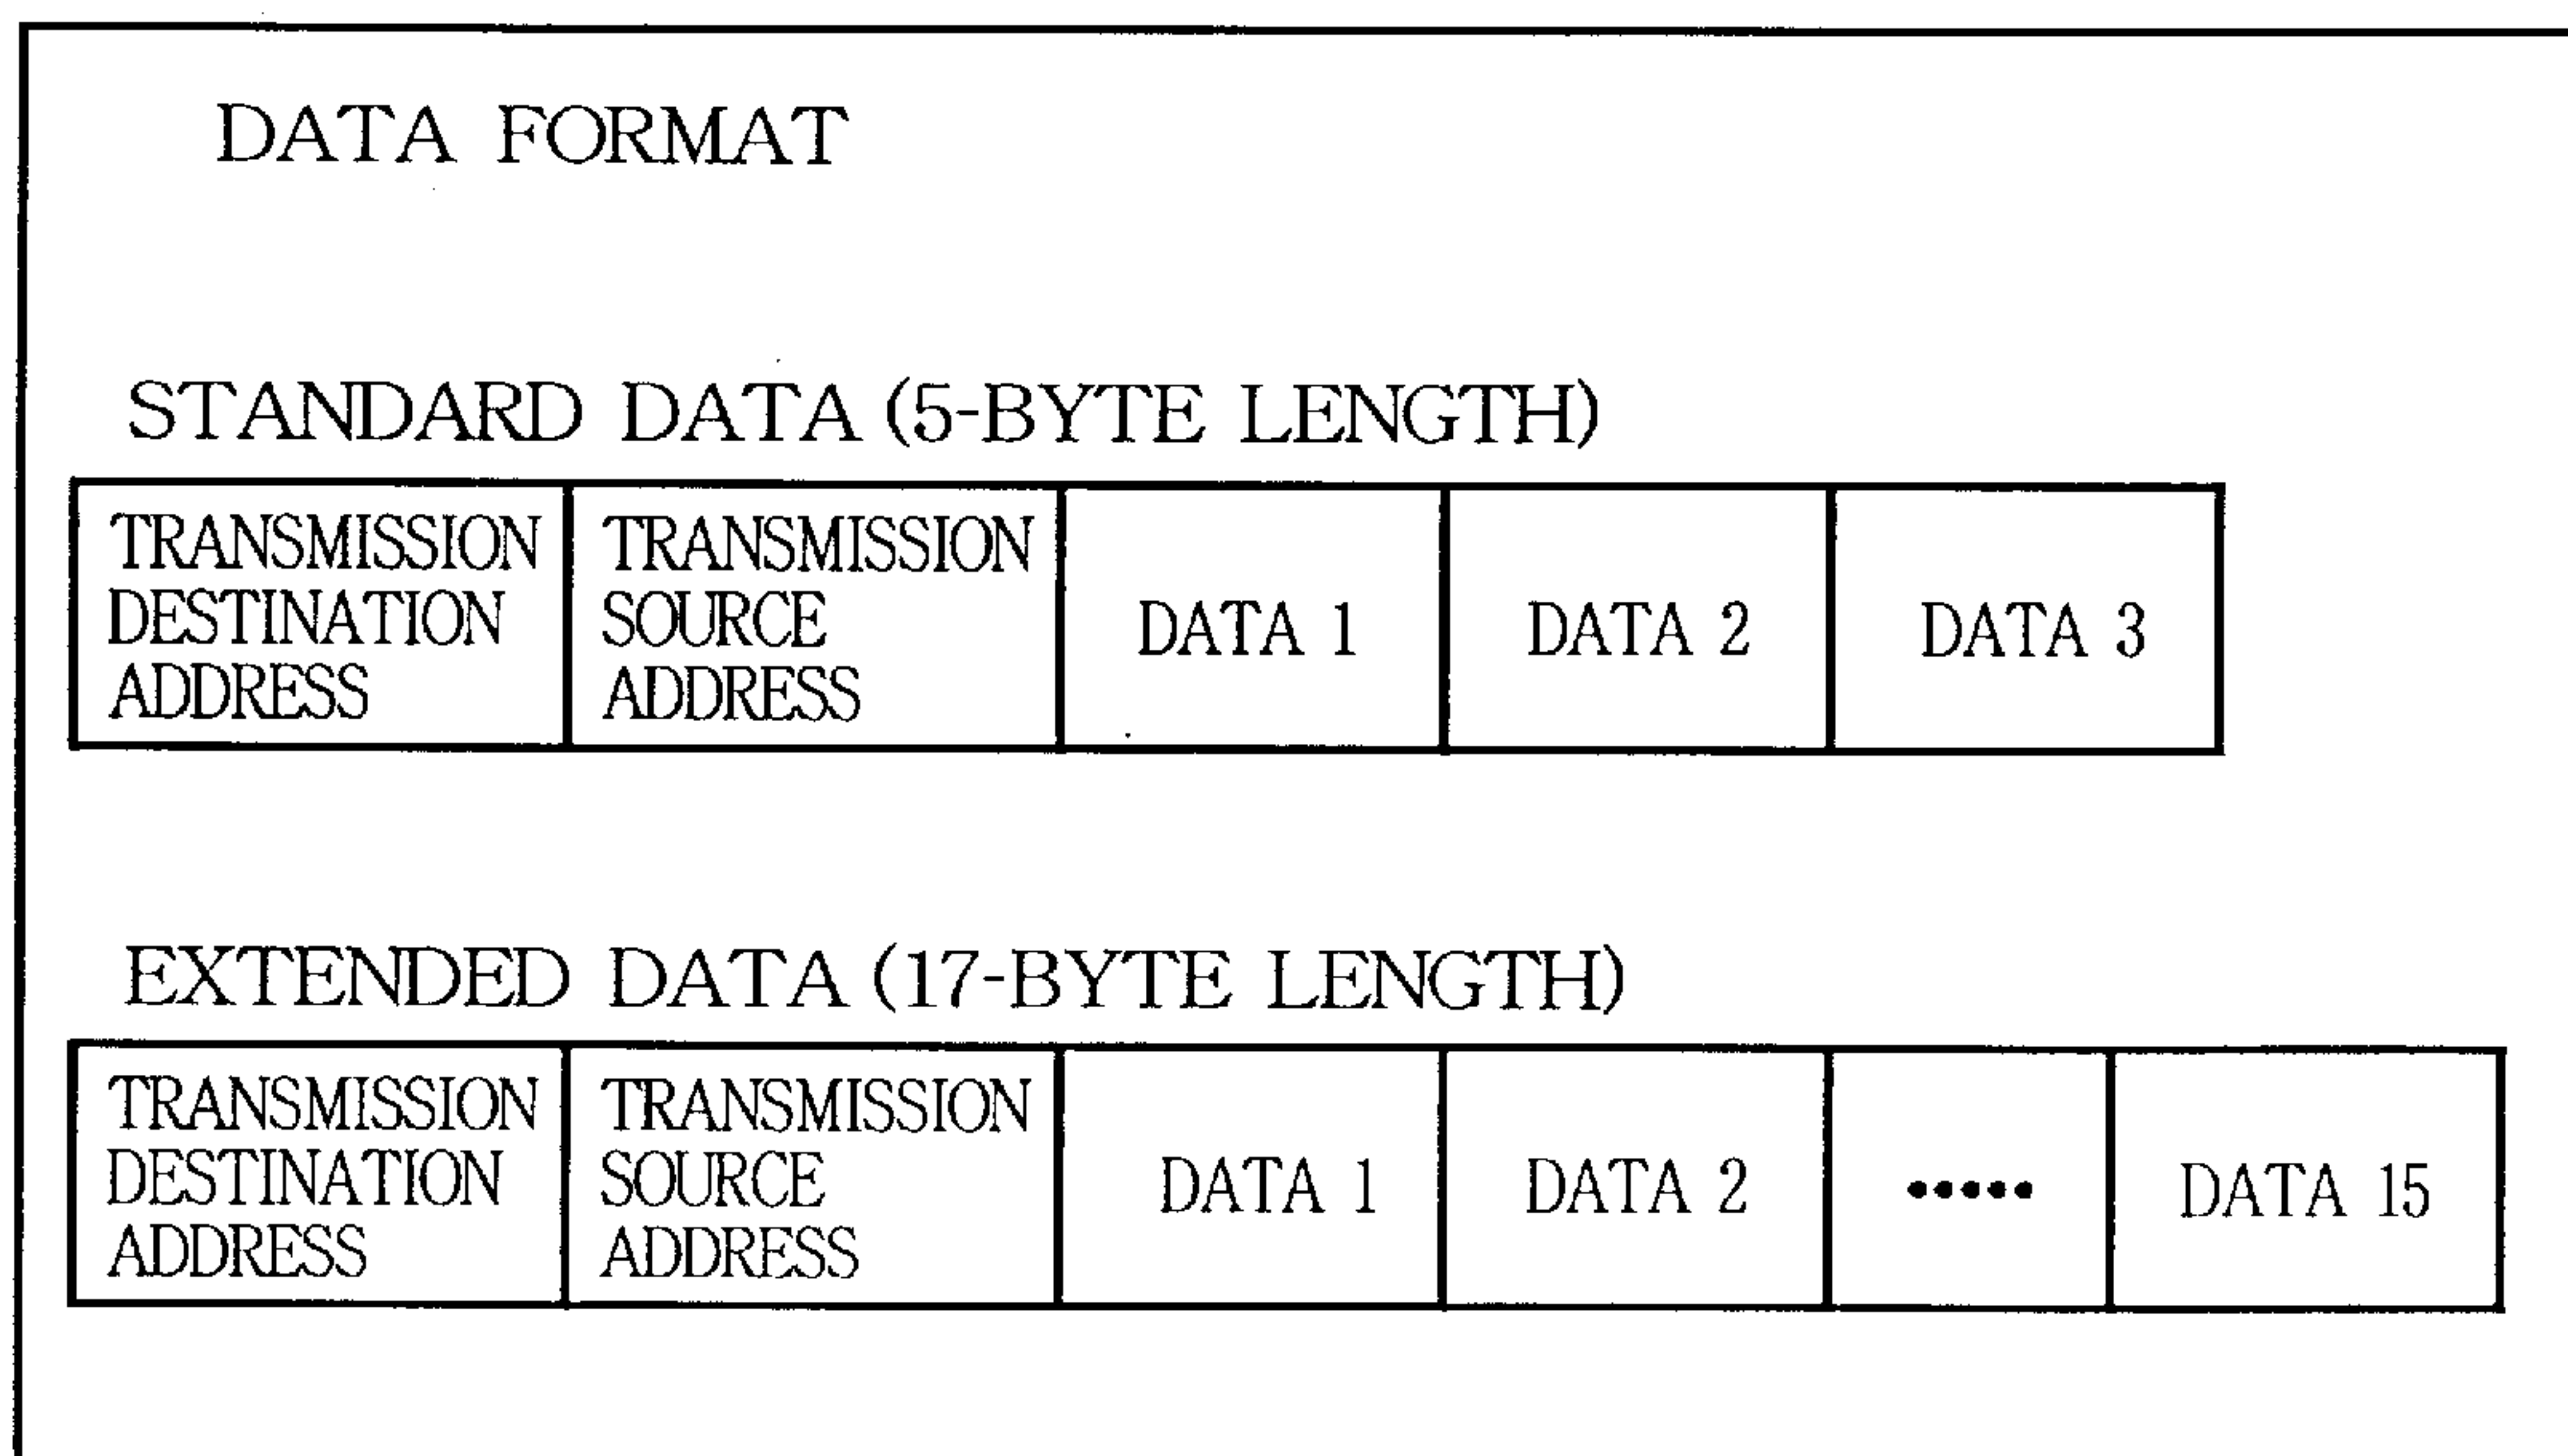 DATA FORMAT
STANDARD DATA (5-BYTE LENGTH)
TRANSMISSION
DESTINATION
ADDRESS
TRANSMISSION
SOURCE
ADDRESS
DATA 1
DATA 2
DATA 3
EXTENDED DATA (17-BYTE LENGTH)
TRANSMISSION
DESTINATION
ADDRESS
TRANSMISSION
SOURCE
ADDRESS
DATA 1
DATA 2
•••••
DATA 15